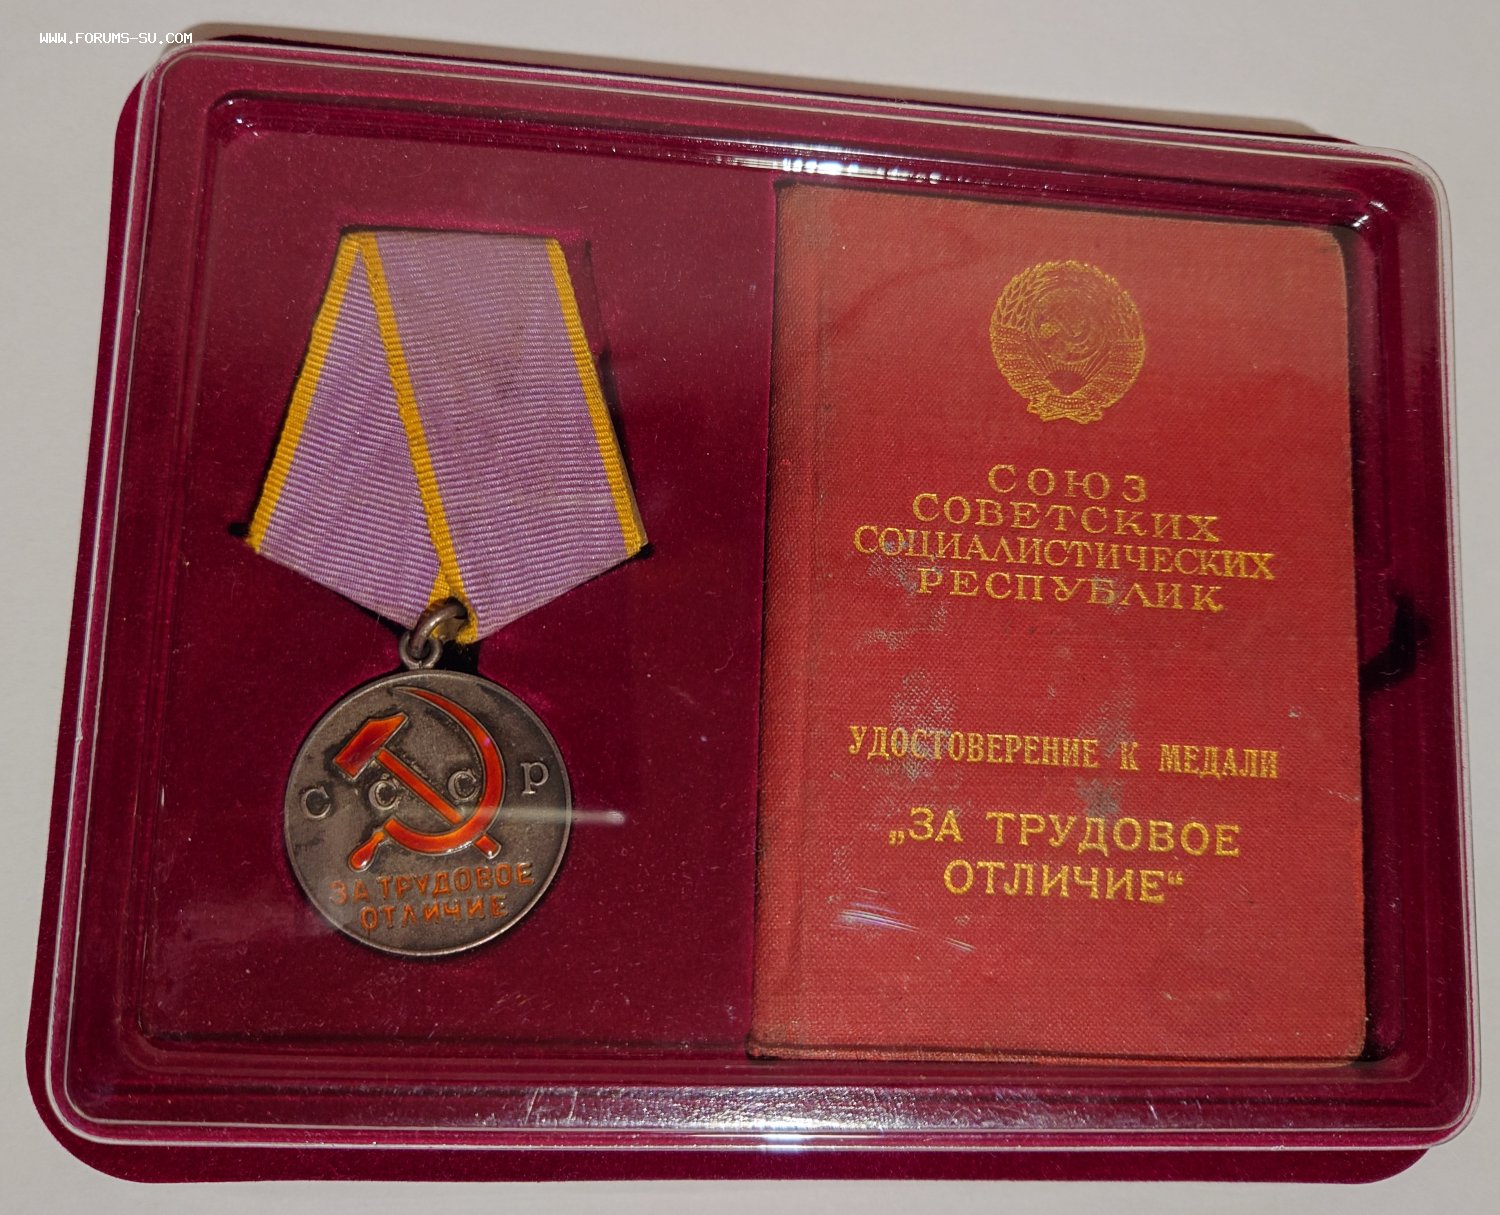 WWW.FORUMS-SU.COM
С С С Р
ЗА ТРУДОВОЕ
ОТЛИЧИЕ
СОЮЗ
СОВЕТСКИХ
СОЦИАЛИСТИЧЕСКИХ
РЕСПУБЛИК
УДОСТОВЕРЕНИЕ К МЕДАЛИ
„ЗА ТРУДОВОЕ
ОТЛИЧИЕ“